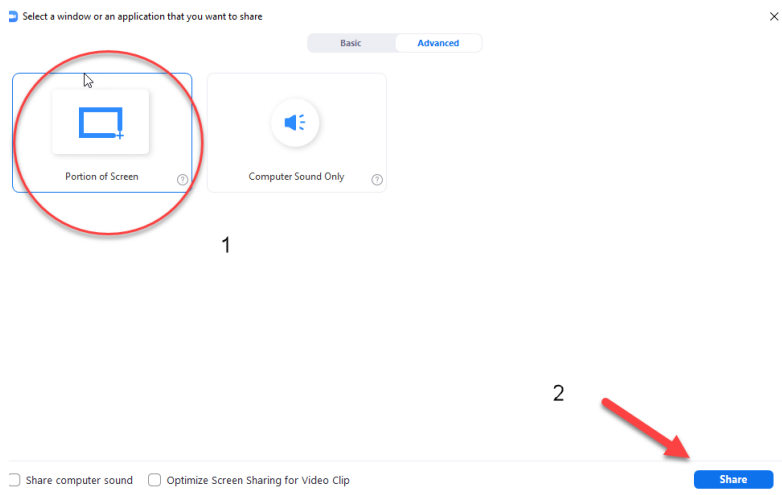 Select a window or an application that you want to share
Basic
Advanced
Portion of Screen
?
Computer Sound Only
?
1
2
Share computer sound
Optimize Screen Sharing for Video Clip
Share